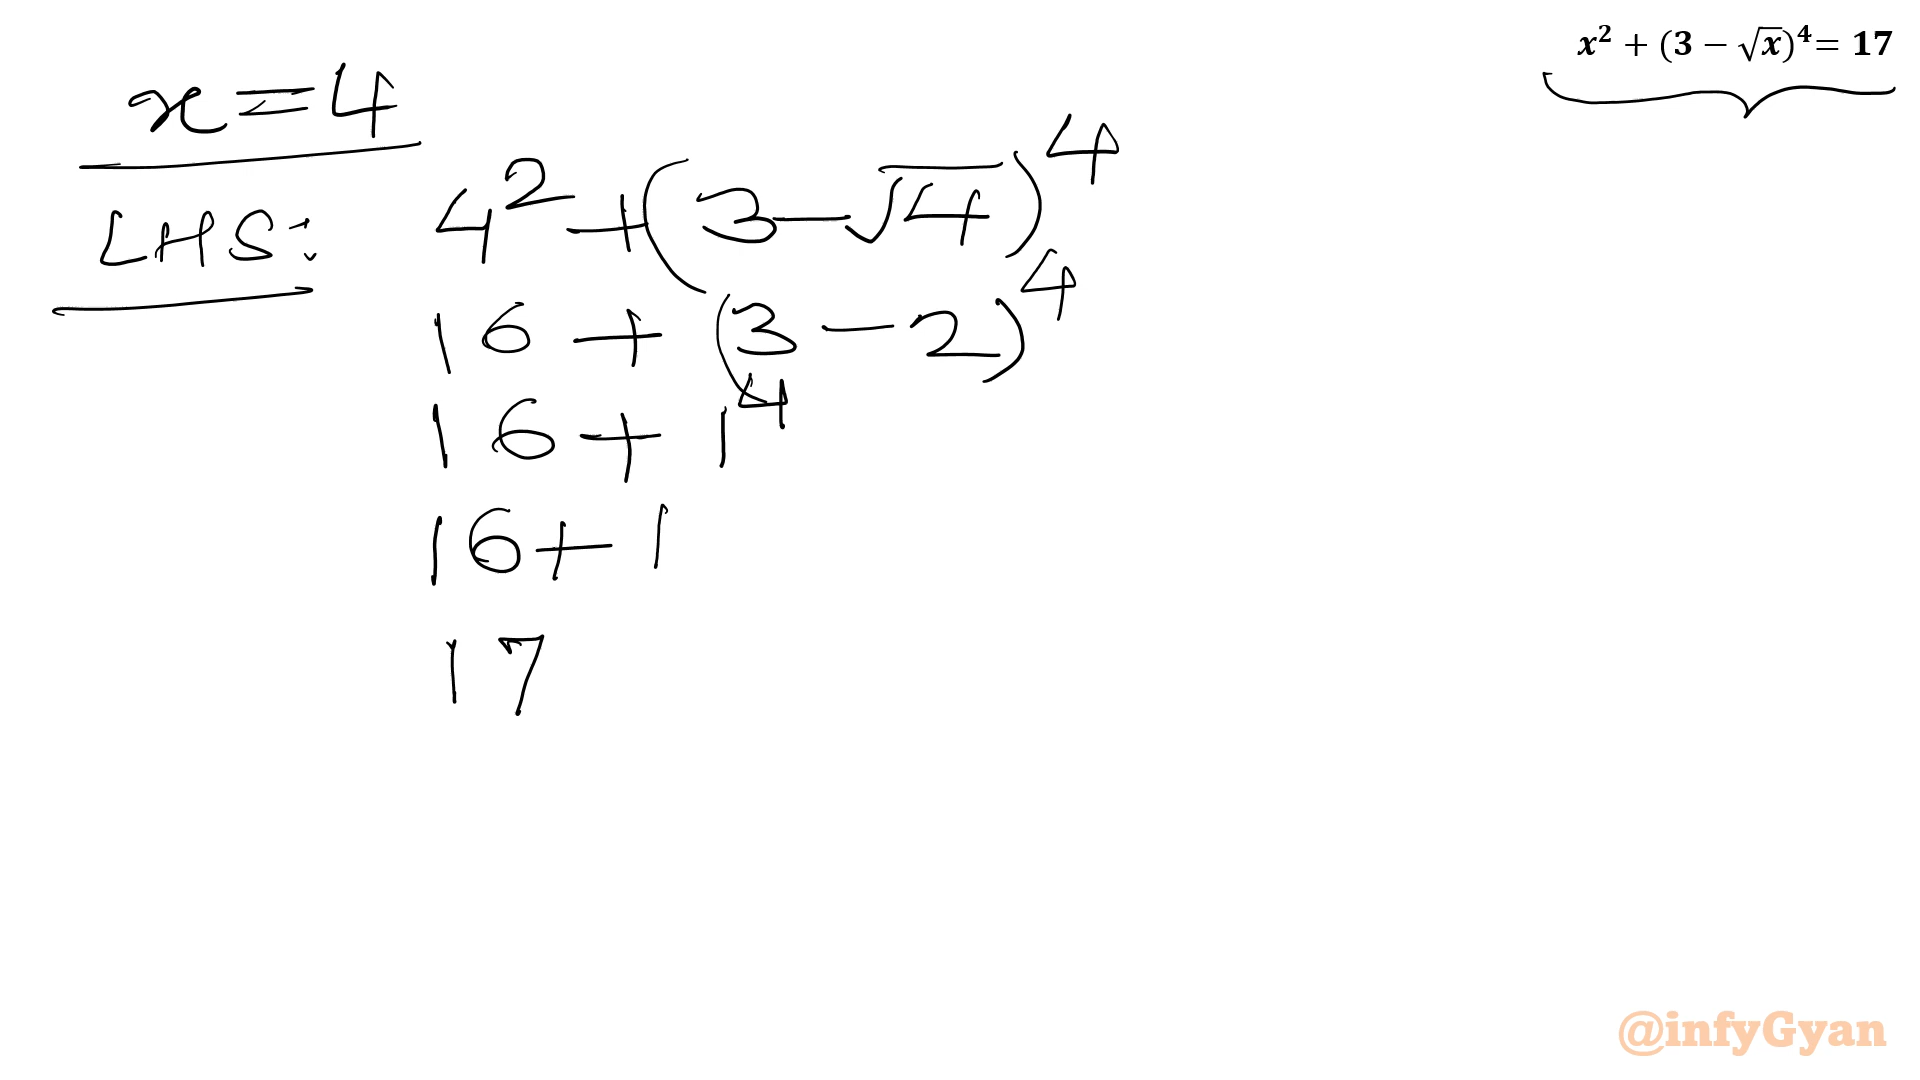 x² + (3 − √x)⁴= 17
x = 4
LHS: 4² + (3 − √4)⁴
16 + (3 − 2)⁴
16 + 1⁴
16 + 1
17
@infyGyan